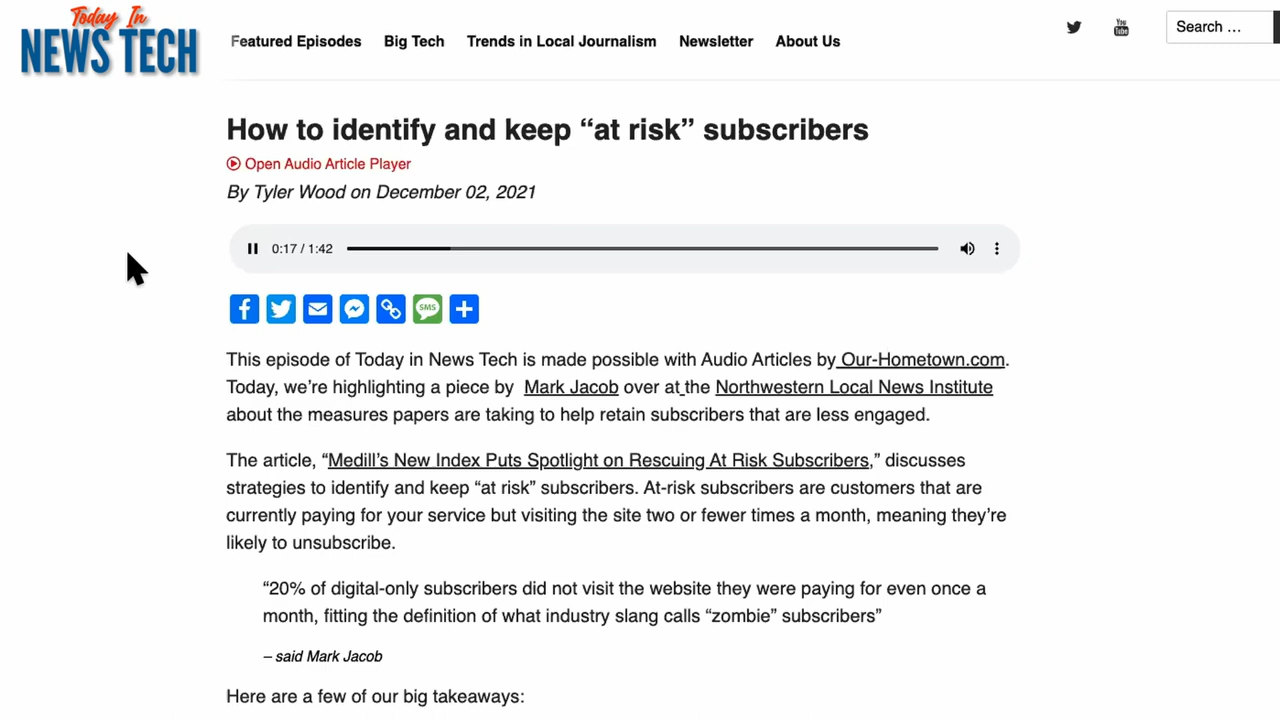 Today In
NEWS TECH
Featured Episodes
Big Tech
Trends in Local Journalism
Newsletter
About Us
You
Tube
Search …
How to identify and keep “at risk” subscribers
Open Audio Article Player
By Tyler Wood on December 02, 2021
0:17 / 1:42
SMS
This episode of Today in News Tech is made possible with Audio Articles by Our-Hometown.com.
Today, we’re highlighting a piece by Mark Jacob over at the Northwestern Local News Institute
about the measures papers are taking to help retain subscribers that are less engaged.
The article, “Medill’s New Index Puts Spotlight on Rescuing At Risk Subscribers,” discusses
strategies to identify and keep “at risk” subscribers. At-risk subscribers are customers that are
currently paying for your service but visiting the site two or fewer times a month, meaning they’re
likely to unsubscribe.
“20% of digital-only subscribers did not visit the website they were paying for even once a
month, fitting the definition of what industry slang calls “zombie” subscribers”
– said Mark Jacob
Here are a few of our big takeaways: